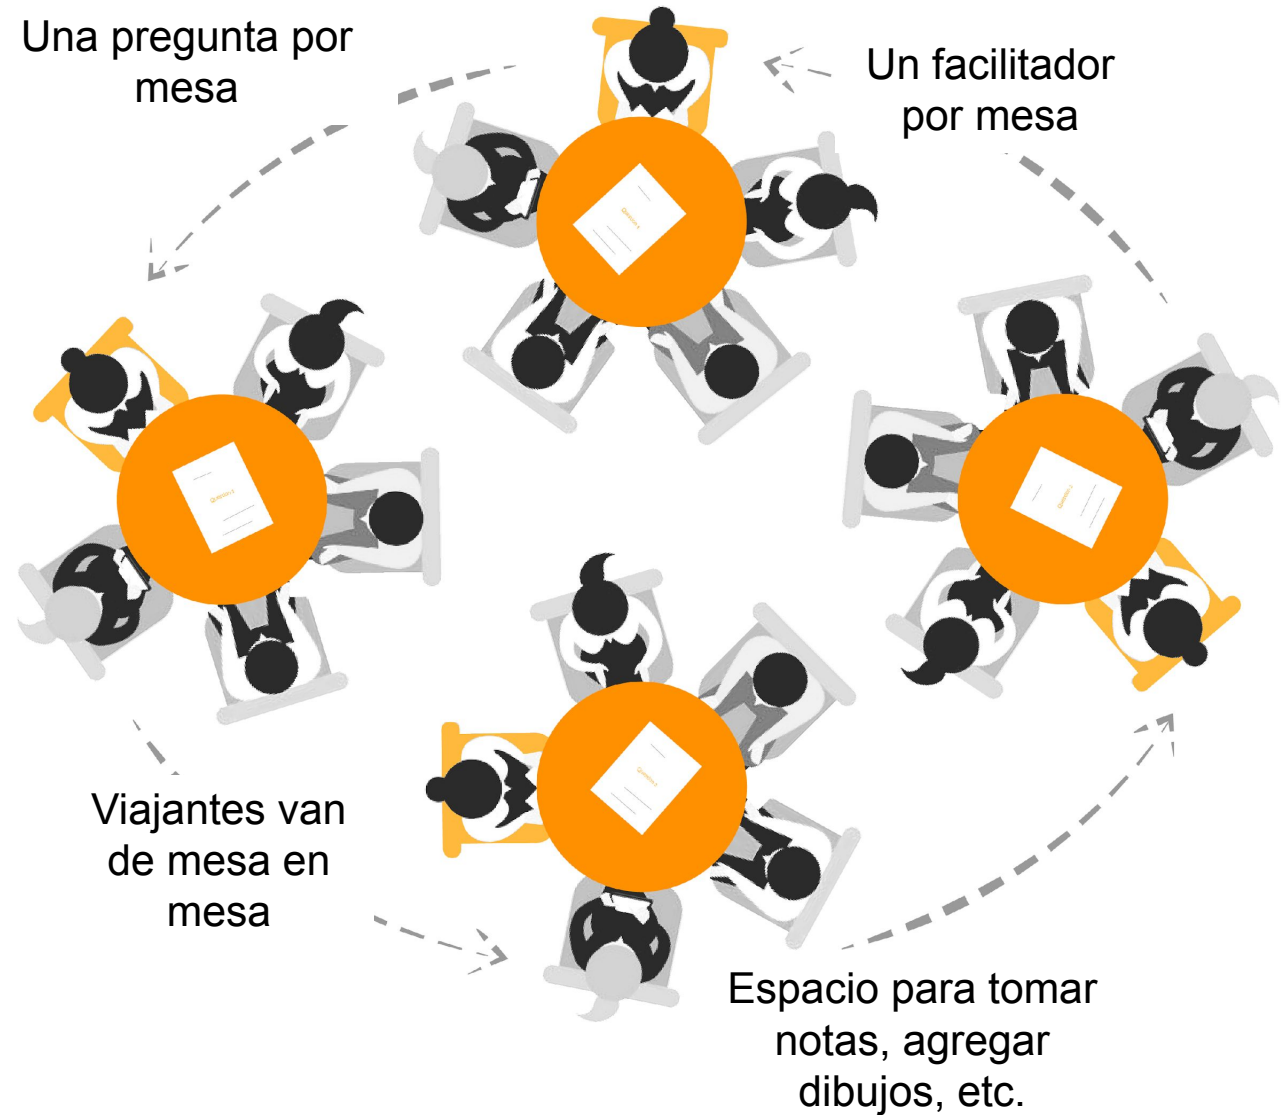 Una pregunta por
mesa
Un facilitador
por mesa
Viajantes van
de mesa en
mesa
Espacio para tomar
notas, agregar
dibujos, etc.